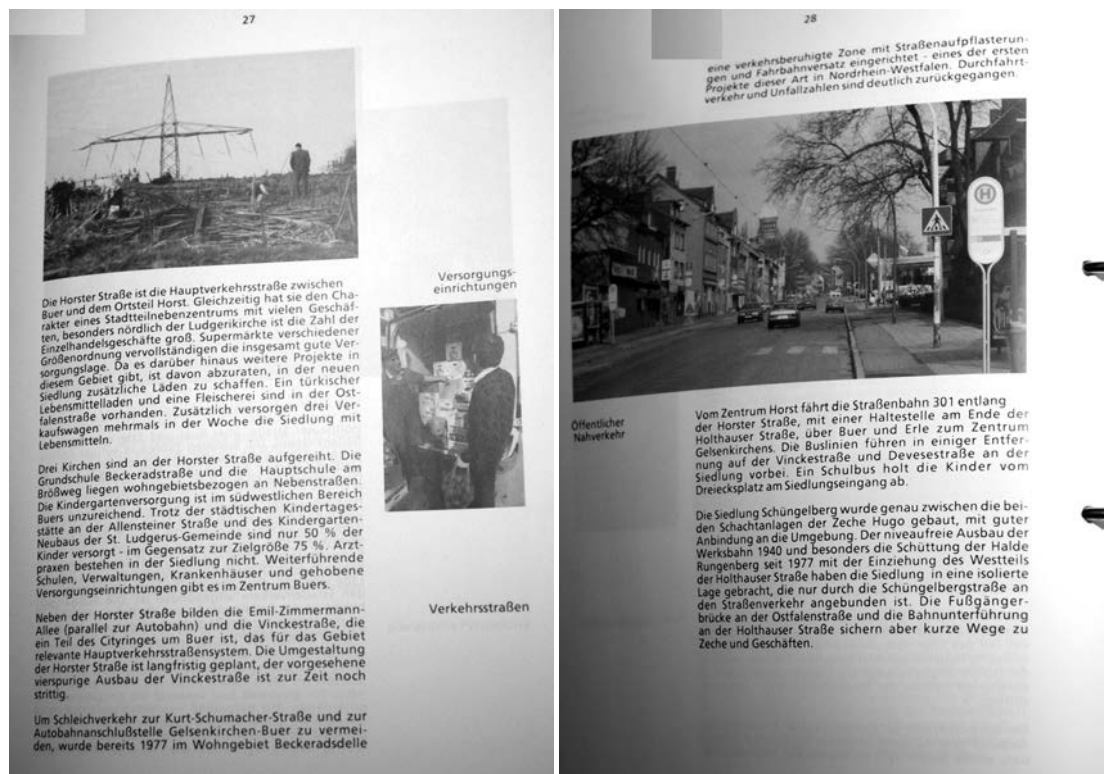 27
Die Horster Straße ist die Hauptverkehrsstraße zwischen
Buer und dem Ortsteil Horst. Gleichzeitig hat sie den Cha-
rakter eines Stadtteilnebenzentrums mit vielen Geschäf-
ten, besonders nördlich der Ludgerikirche ist die Zahl der
Einzelhandelsgeschäfte groß. Supermärkte verschiedener
Größenordnung vervollständigen die insgesamt gute Ver-
sorgungslage. Da es darüber hinaus weitere Projekte in
diesem Gebiet gibt, ist davon abzuraten, in der neuen
Siedlung zusätzliche Läden zu schaffen. Ein türkischer
Lebensmittelladen und eine Fleischerei sind in der Ost-
falenstraße vorhanden. Zusätzlich versorgen drei Ver-
kaufswagen mehrmals in der Woche die Siedlung mit
Lebensmitteln.
Versorgungs-
einrichtungen
Drei Kirchen sind an der Horster Straße aufgereiht. Die
Grundschule Beckeradstraße und die Hauptschule am
Brößweg liegen wohngebietsbezogen an Nebenstraßen.
Die Kindergartenversorgung ist im südwestlichen Bereich
Buers unzureichend. Trotz der städtischen Kindertages-
stätte an der Allensteiner Straße und des Kindergarten-
Neubaus der St. Ludgerus-Gemeinde sind nur 50 % der
Kinder versorgt - im Gegensatz zur Zielgröße 75 %. Arzt-
praxen bestehen in der Siedlung nicht. Weiterführende
Schulen, Verwaltungen, Krankenhäuser und gehobene
Versorgungseinrichtungen gibt es im Zentrum Buers.
Verkehrsstraßen
Neben der Horster Straße bilden die Emil-Zimmermann-
Allee (parallel zur Autobahn) und die Vinckestraße, die
ein Teil des Cityringes um Buer ist, das für das Gebiet
relevante Hauptverkehrsstraßensystem. Die Umgestaltung
der Horster Straße ist langfristig geplant, der vorgesehene
vierspurige Ausbau der Vinckestraße ist zur Zeit noch
strittig.
Um Schleichverkehr zur Kurt-Schumacher-Straße und zur
Autobahnanschlußstelle Gelsenkirchen-Buer zu vermei-
den, wurde bereits 1977 im Wohngebiet Beckeradsdelle
28
eine verkehrsberuhigte Zone mit Straßenaufpflasterun-
gen und Fahrbahnversatz eingerichtet - eines der ersten
Projekte dieser Art in Nordrhein-Westfalen. Durchfahrt-
verkehr und Unfallzahlen sind deutlich zurückgegangen.
H
Öffentlicher
Nahverkehr
Vom Zentrum Horst fährt die Straßenbahn 301 entlang
der Horster Straße, mit einer Haltestelle am Ende der
Holthauser Straße, über Buer und Erle zum Zentrum
Gelsenkirchens. Die Buslinien führen in einiger Entfer-
nung auf der Vinckestraße und Devesestraße an der
Siedlung vorbei. Ein Schulbus holt die Kinder vom
Dreiecksplatz am Siedlungseingang ab.
Die Siedlung Schüngelberg wurde genau zwischen die bei-
den Schachtanlagen der Zeche Hugo gebaut, mit guter
Anbindung an die Umgebung. Der niveaufreie Ausbau der
Werksbahn 1940 und besonders die Schüttung der Halde
Rungenberg seit 1977 mit der Einziehung des Westteils
der Holthauser Straße haben die Siedlung in eine isolierte
Lage gebracht, die nur durch die Schüngelbergstraße an
den Straßenverkehr angebunden ist. Die Fußgänger-
brücke an der Ostfalenstraße und die Bahnunterführung
an der Holthauser Straße sichern aber kurze Wege zu
Zeche und Geschäften.